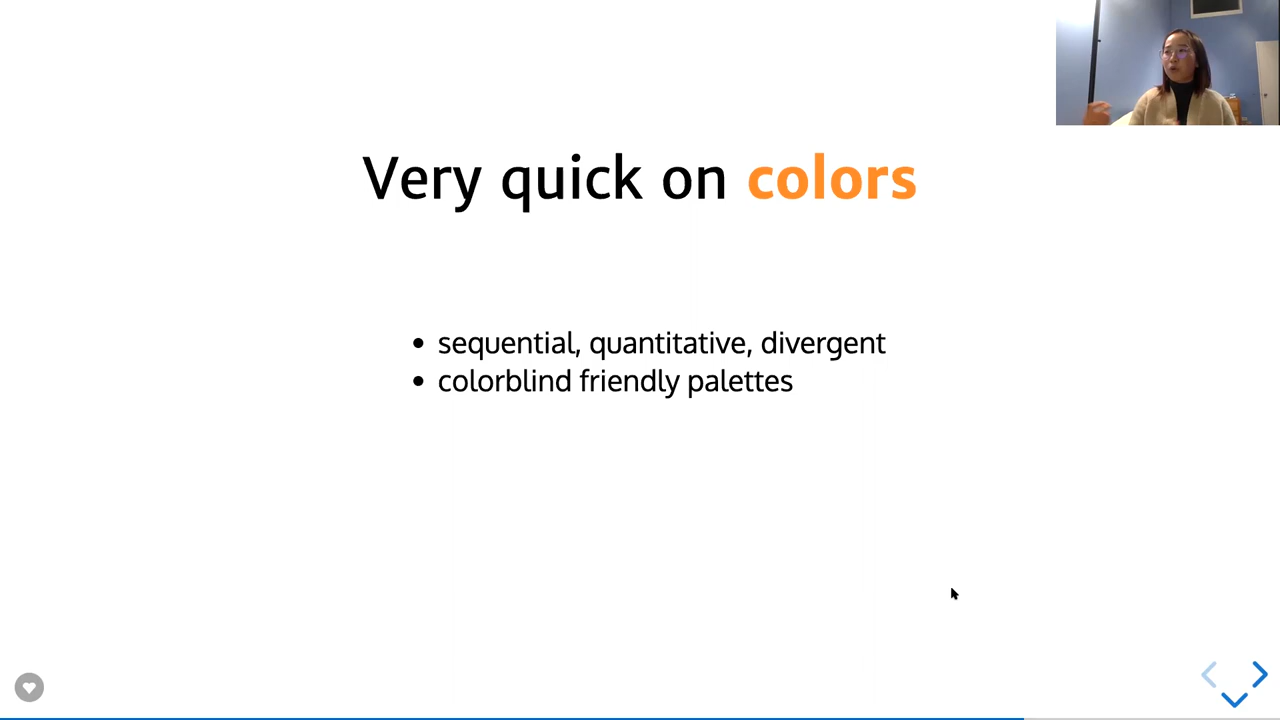 Very quick on colors
sequential, quantitative, divergent
colorblind friendly palettes